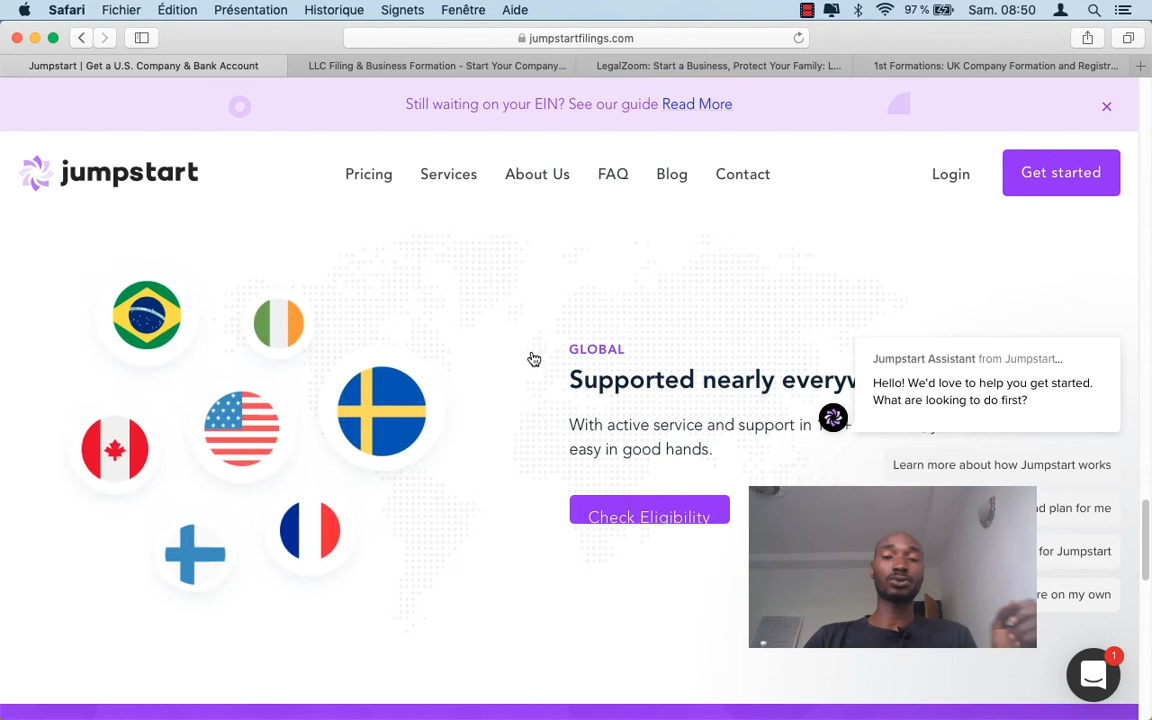 Safari Fichier Édition Présentation Historique Signets Fenêtre Aide 97 % Sam. 08:50
jumpstartfilings.com
Jumpstart | Get a U.S. Company & Bank Account LLC Filing & Business Formation - Start Your Company... LegalZoom: Start a Business, Protect Your Family: L... 1st Formations: UK Company Formation and Registr...
Still waiting on your EIN? See our guide Read More
jumpstart Pricing Services About Us FAQ Blog Contact Login Get started
GLOBAL
Supported nearly
With active service and support in
easy in good hands.
Check Eligibility
Jumpstart Assistant from Jumpstart...
Hello! We'd love to help you get started.
What are looking to do first?
Learn more about how Jumpstart works
plan for me
for Jumpstart
on my own
1